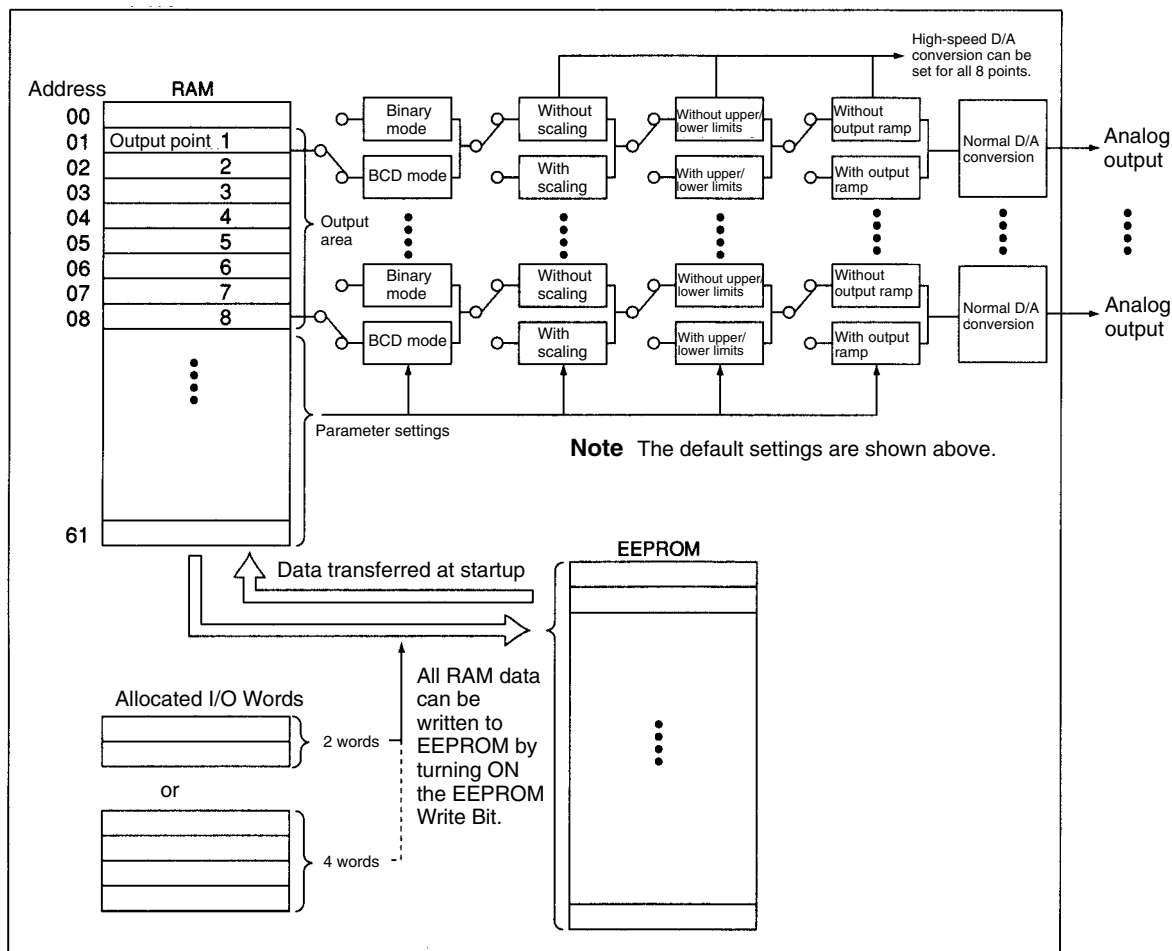 High-speed D/A
conversion can be
set for all 8 points.
Address
RAM
00
01
02
03
04
05
06
07
08
61
Output point 1
2
3
4
5
6
7
8
Output
area
Binary
mode
BCD mode
Without
scaling
With
scaling
Without upper/
lower limits
With upper/
lower limits
Without
output ramp
With output
ramp
Normal D/A
conversion
Analog
output
Binary
mode
BCD mode
Without
scaling
With
scaling
Without upper/
lower limits
With upper/
lower limits
Without
output ramp
With output
ramp
Normal D/A
conversion
Analog
output
Parameter settings
Note The default settings are shown above.
EEPROM
Data transferred at startup
All RAM data
can be
written to
EEPROM by
turning ON
the EEPROM
Write Bit.
Allocated I/O Words
2 words
or
4 words